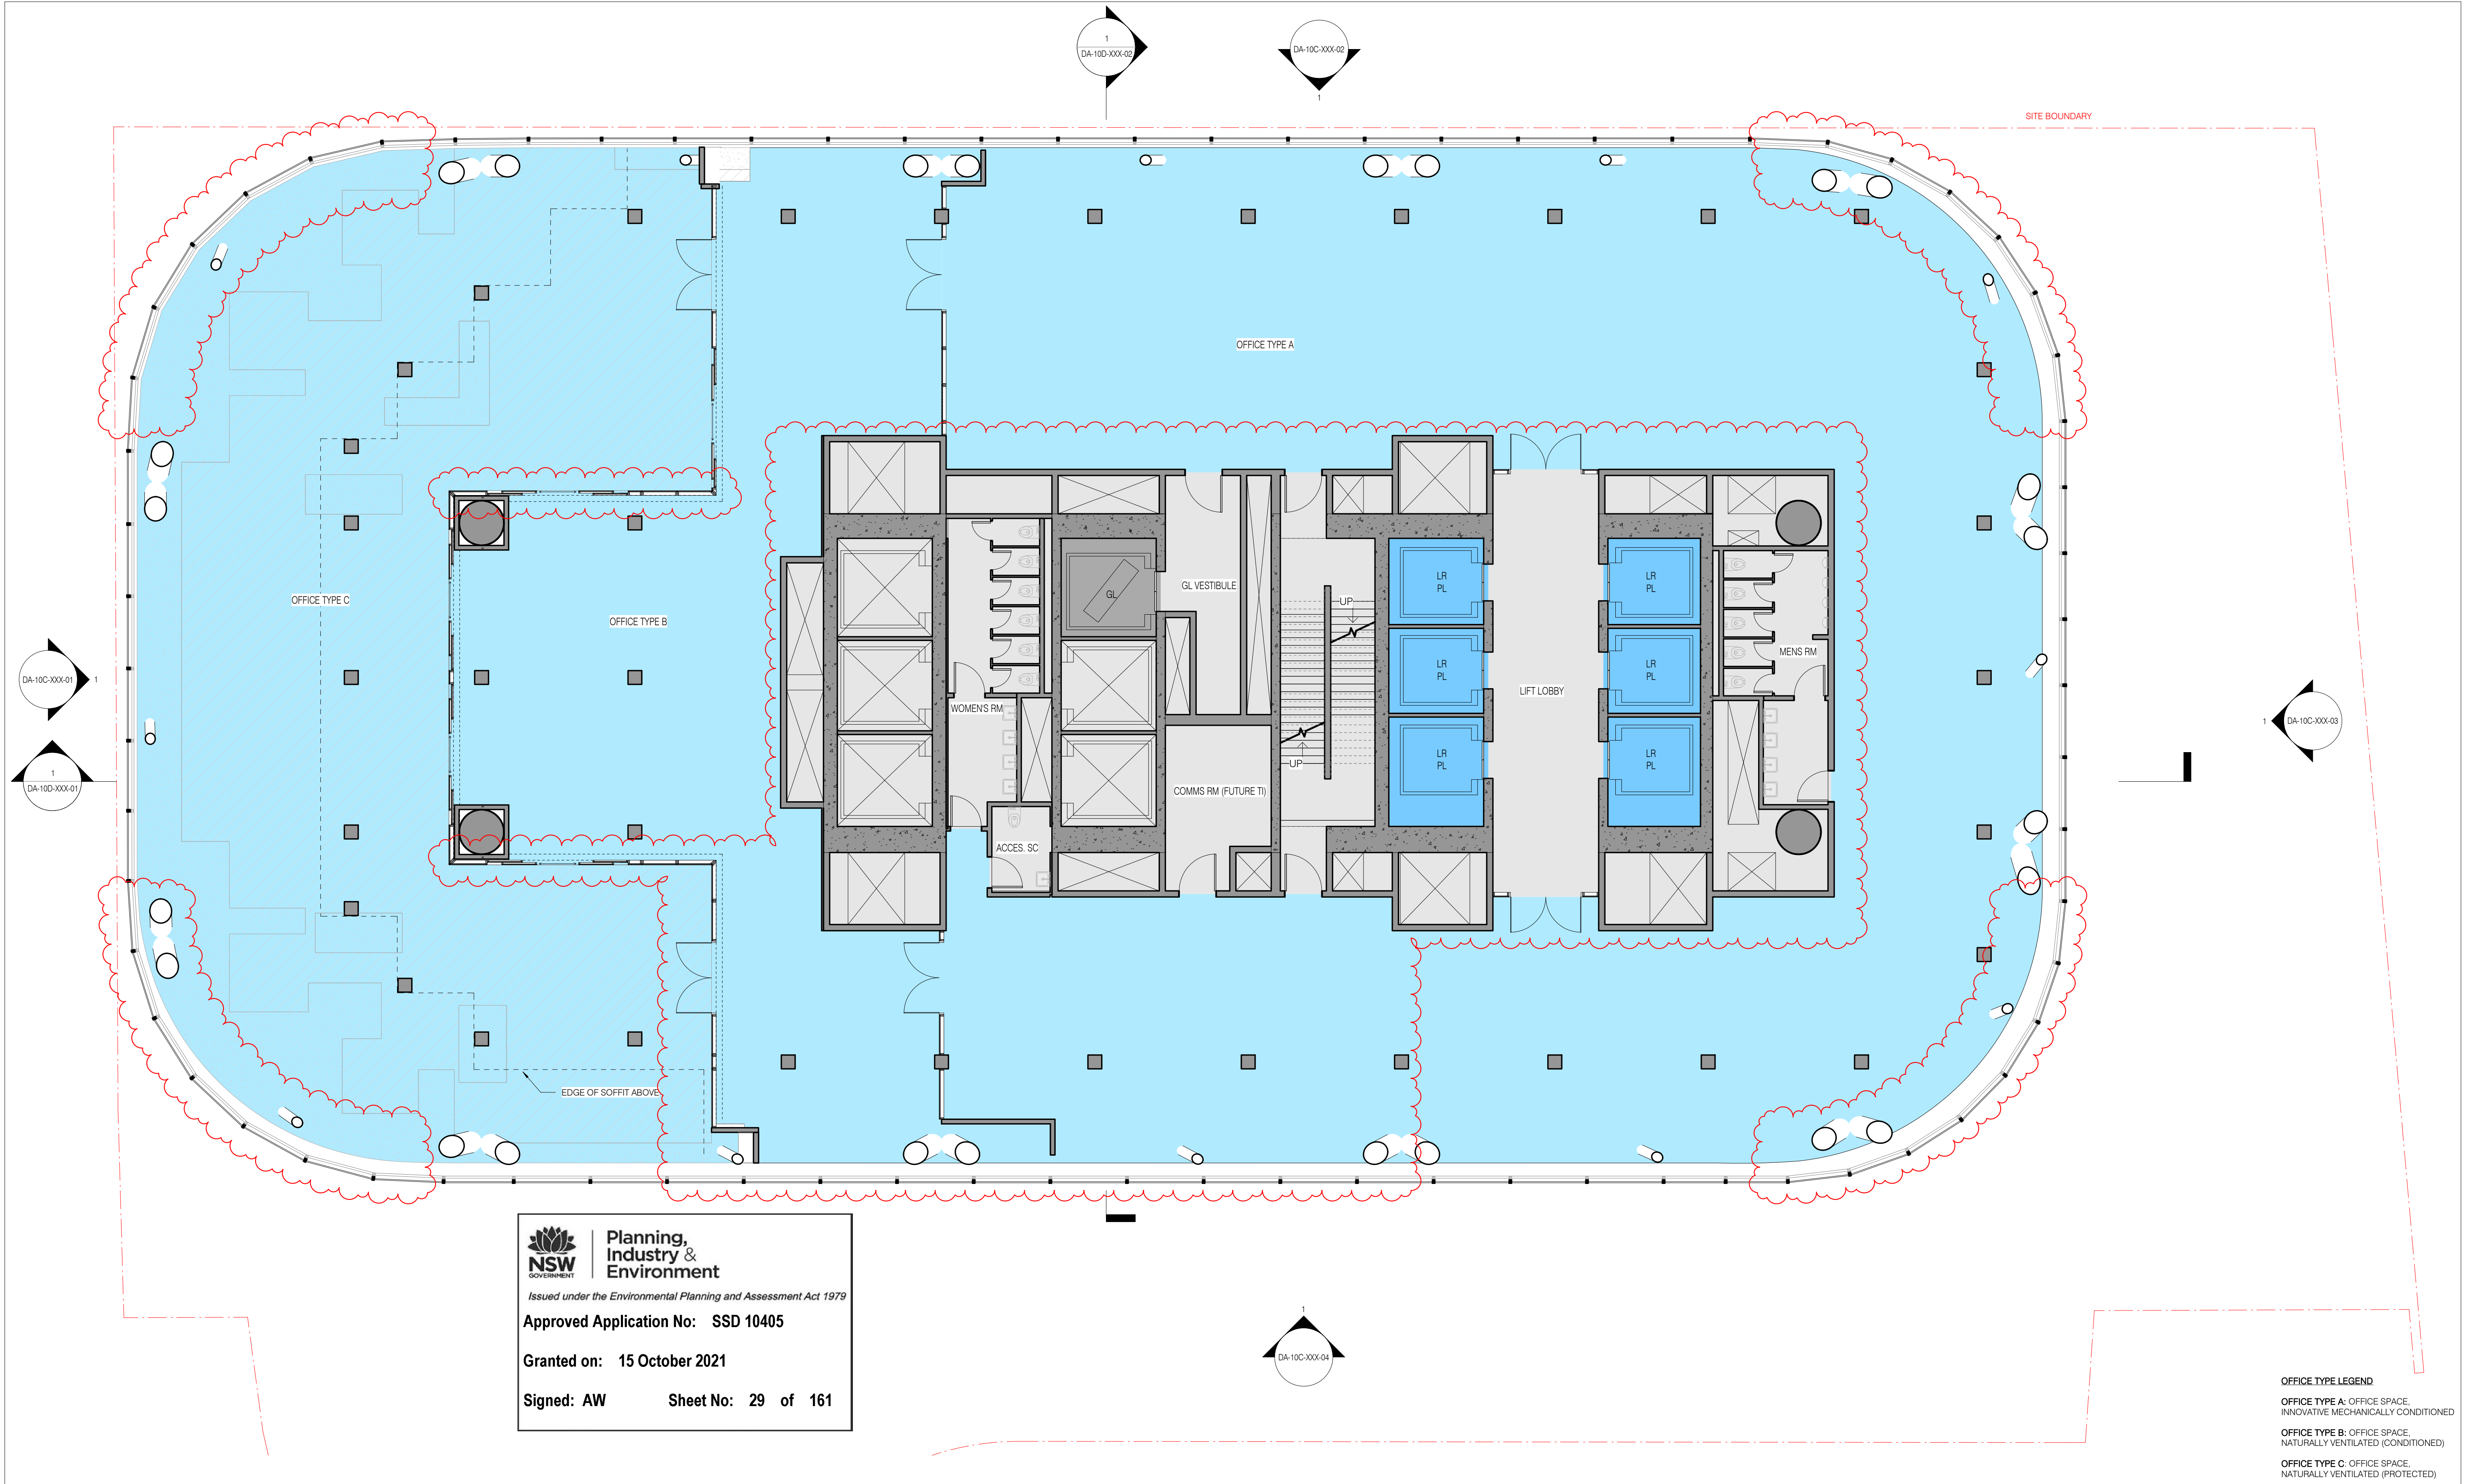 1
DA-10D-XXX-02
DA-10C-XXX-02
1
SITE BOUNDARY
OFFICE TYPE A
OFFICE TYPE C
OFFICE TYPE B
GL
GL VESTIBULE
UP
UP
LR
PL
LR
PL
LR
PL
LR
PL
LR
PL
LR
PL
LIFT LOBBY
MENS RM
WOMEN'S RM
COMMS RM (FUTURE TI)
ACCES. SC
DA-10C-XXX-01
1
1
DA-10D-XXX-01
1
DA-10C-XXX-03
EDGE OF SOFFIT ABOVE
NSW
GOVERNMENT
Planning,
Industry &
Environment
Issued under the Environmental Planning and Assessment Act 1979
Approved Application No: SSD 10405
Granted on: 15 October 2021
Signed: AW Sheet No: 29 of 161
1
DA-10C-XXX-04
OFFICE TYPE LEGEND
OFFICE TYPE A: OFFICE SPACE,
INNOVATIVE MECHANICALLY CONDITIONED
OFFICE TYPE B: OFFICE SPACE,
NATURALLY VENTILATED (CONDITIONED)
OFFICE TYPE C: OFFICE SPACE,
NATURALLY VENTILATED (PROTECTED)